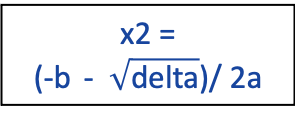 x2 =
(-b - √delta)/ 2a